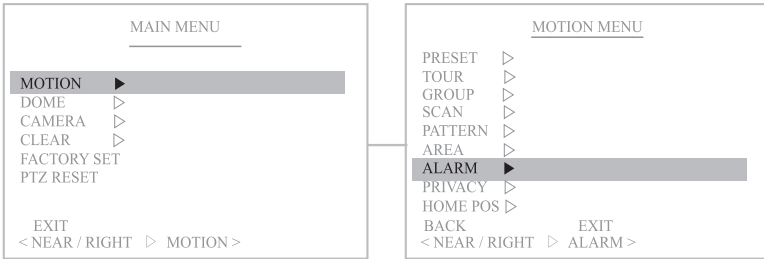 MAIN MENU
MOTION ▶
DOME ▷
CAMERA ▷
CLEAR ▷
FACTORY SET
PTZ RESET
EXIT
< NEAR / RIGHT ▷ MOTION >
MOTION MENU
PRESET ▷
TOUR ▷
GROUP ▷
SCAN ▷
PATTERN ▷
AREA ▷
ALARM ▶
PRIVACY ▷
HOME POS ▷
BACK EXIT
< NEAR / RIGHT ▷ ALARM >